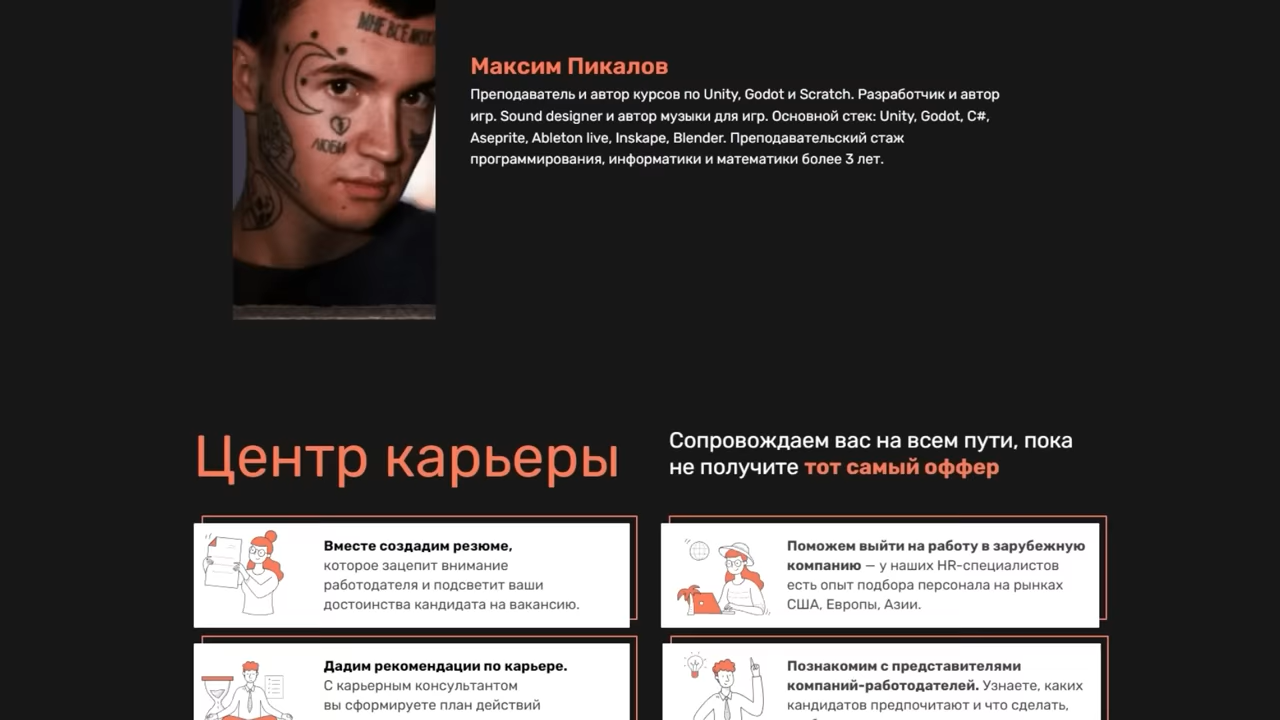 МНЕ ВСЁ
ЛЮБИ
Максим Пикалов
Преподаватель и автор курсов по Unity, Godot и Scratch. Разработчик и автор
игр. Sound designer и автор музыки для игр. Основной стек: Unity, Godot, C#,
Aseprite, Ableton live, Inskape, Blender. Преподавательский стаж
программирования, информатики и математики более 3 лет.
Центр карьеры
Сопровождаем вас на всем пути, пока
не получите тот самый оффер
Вместе создадим резюме,
которое зацепит внимание
работодателя и подсветит ваши
достоинства кандидата на вакансию.
Поможем выйти на работу в зарубежную
компанию — у наших HR-специалистов
есть опыт подбора персонала на рынках
США, Европы, Азии.
Дадим рекомендации по карьере.
С карьерным консультантом
вы сформируете план действий
Познакомим с представителями
компаний-работодателей. Узнаете, каких
кандидатов предпочитают и что сделать,